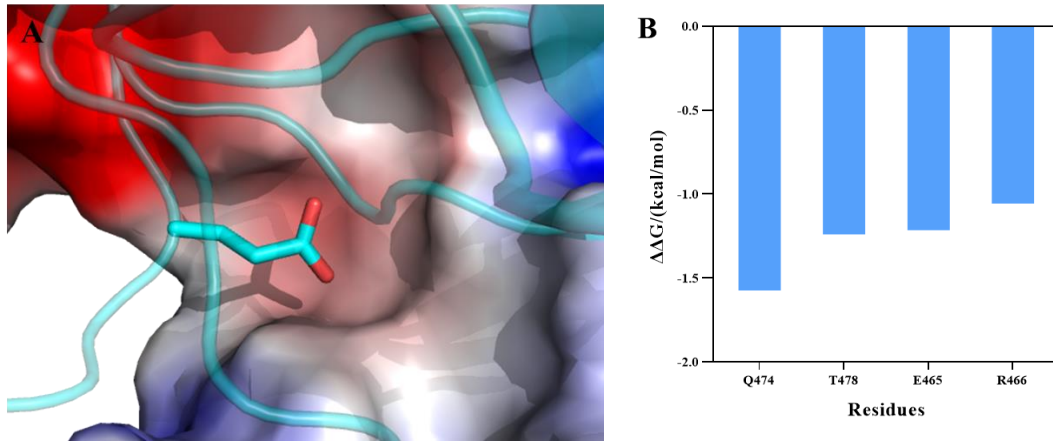 A
B
0.0
-0.5
-1.0
-1.5
-2.0
ΔΔG/(kcal/mol)
Q474 T478 E465 R466
Residues